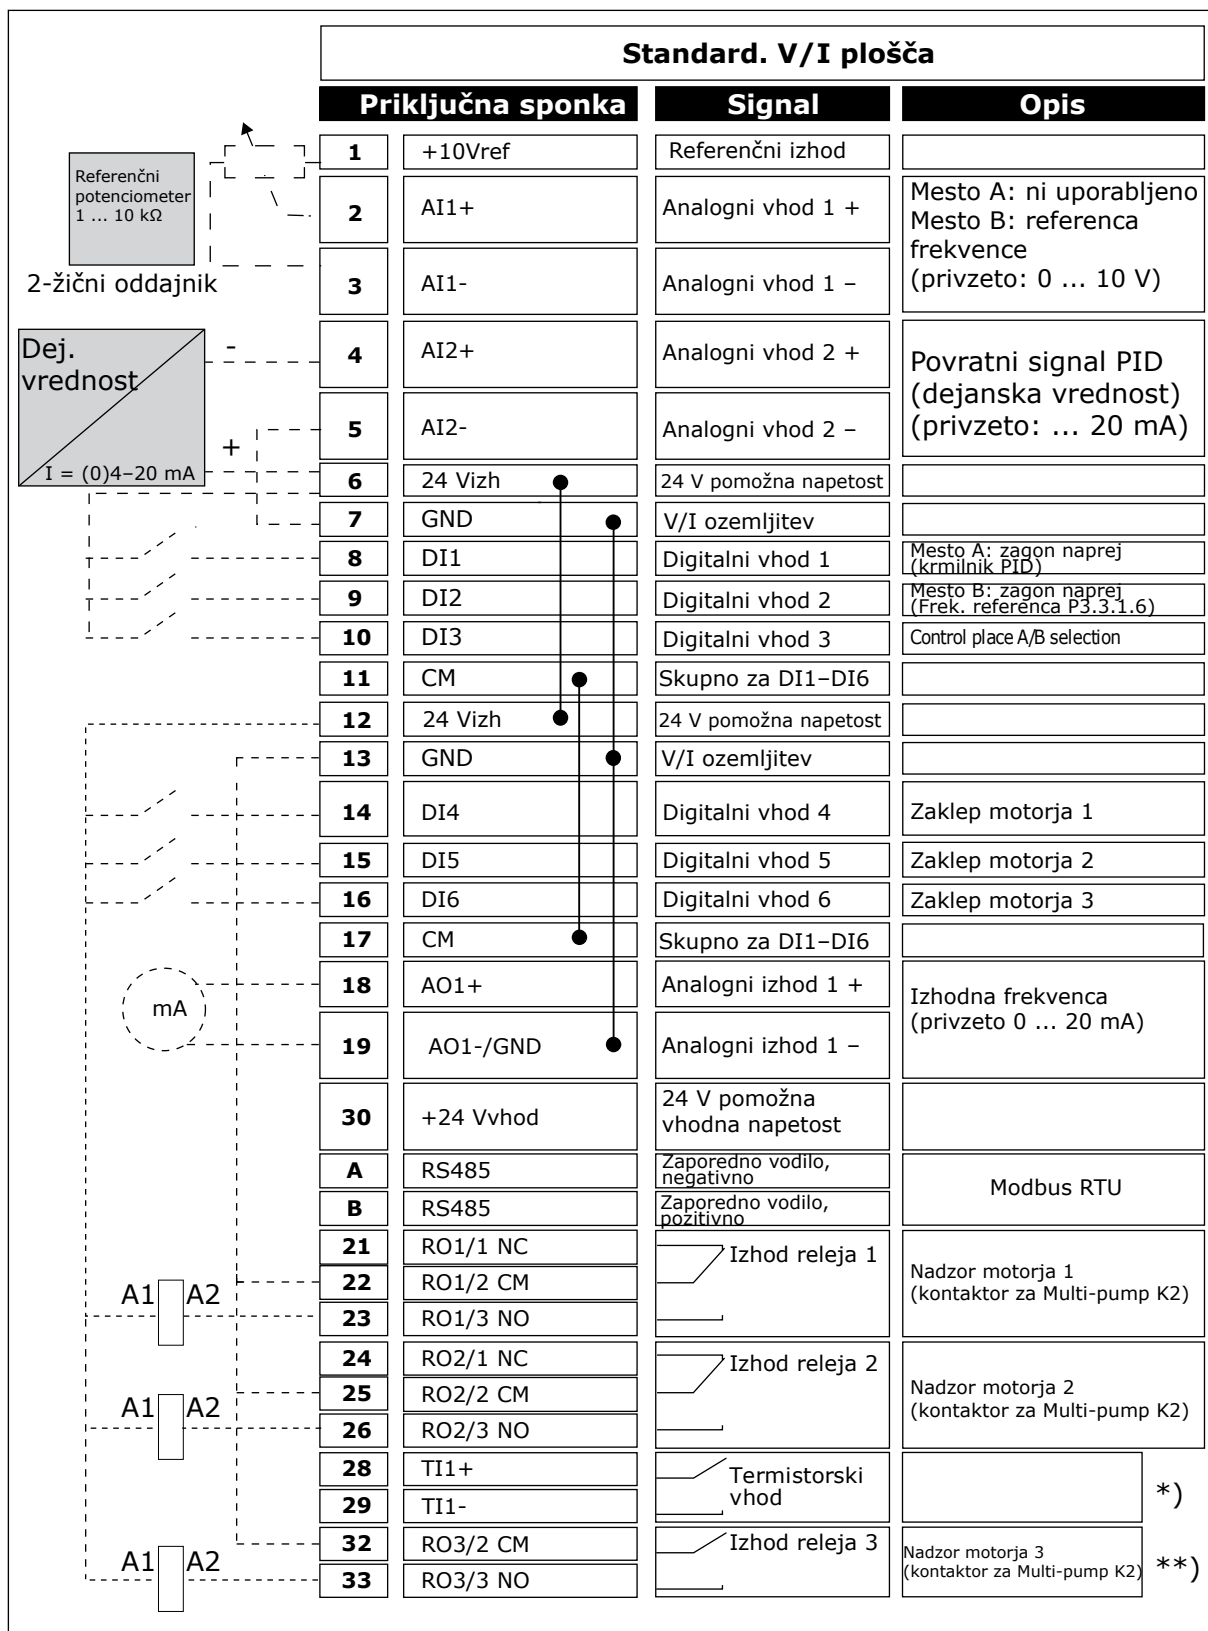 Standard. V/I plošča
Priključna sponka
Signal
Opis
Referenčni
potenciometer
1 ... 10 kΩ
2-žični oddajnik
Dej.
vrednost
-
+
I = (0)4–20 mA
1
+10Vref
Referenčni izhod
2
AI1+
Analogni vhod 1 +
Mesto A: ni uporabljeno
Mesto B: referenca
frekvence
(privzeto: 0 ... 10 V)
3
AI1-
Analogni vhod 1 –
4
AI2+
Analogni vhod 2 +
Povratni signal PID
(dejanska vrednost)
(privzeto: ... 20 mA)
5
AI2-
Analogni vhod 2 –
6
24 Vizh
24 V pomožna napetost
7
GND
V/I ozemljitev
8
DI1
Digitalni vhod 1
Mesto A: zagon naprej
(krmilnik PID)
9
DI2
Digitalni vhod 2
Mesto B: zagon naprej
(Frek. referenca P3.3.1.6)
10
DI3
Digitalni vhod 3
Control place A/B selection
11
CM
Skupno za DI1–DI6
12
24 Vizh
24 V pomožna napetost
13
GND
V/I ozemljitev
14
DI4
Digitalni vhod 4
Zaklep motorja 1
15
DI5
Digitalni vhod 5
Zaklep motorja 2
16
DI6
Digitalni vhod 6
Zaklep motorja 3
17
CM
Skupno za DI1–DI6
mA
18
AO1+
Analogni izhod 1 +
Izhodna frekvenca
(privzeto 0 ... 20 mA)
19
AO1-/GND
Analogni izhod 1 –
30
+24 Vvhod
24 V pomožna
vhodna napetost
A
RS485
Zaporedno vodilo,
negativno
Modbus RTU
B
RS485
Zaporedno vodilo,
pozitivno
21
RO1/1 NC
Izhod releja 1
Nadzor motorja 1
(kontaktor za Multi-pump K2)
22
RO1/2 CM
A1 A2
23
RO1/3 NO
24
RO2/1 NC
Izhod releja 2
Nadzor motorja 2
(kontaktor za Multi-pump K2)
25
RO2/2 CM
A1 A2
26
RO2/3 NO
28
TI1+
Termistorski
vhod
*)
29
TI1-
32
RO3/2 CM
Izhod releja 3
Nadzor motorja 3
(kontaktor za Multi-pump K2)
**)
A1 A2
33
RO3/3 NO